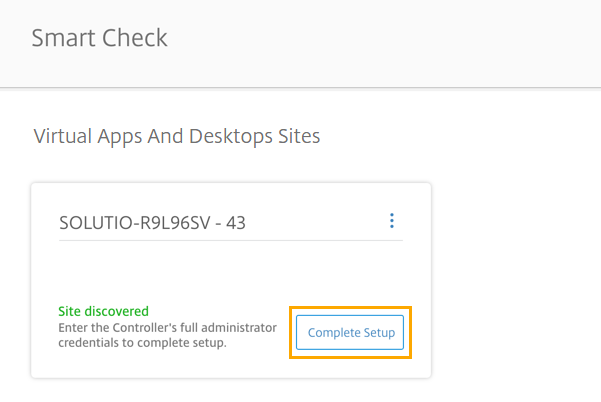 Smart Check
Virtual Apps And Desktops Sites
SOLUTIO-R9L96SV - 43
Site discovered
Enter the Controller's full administrator
credentials to complete setup.
Complete Setup